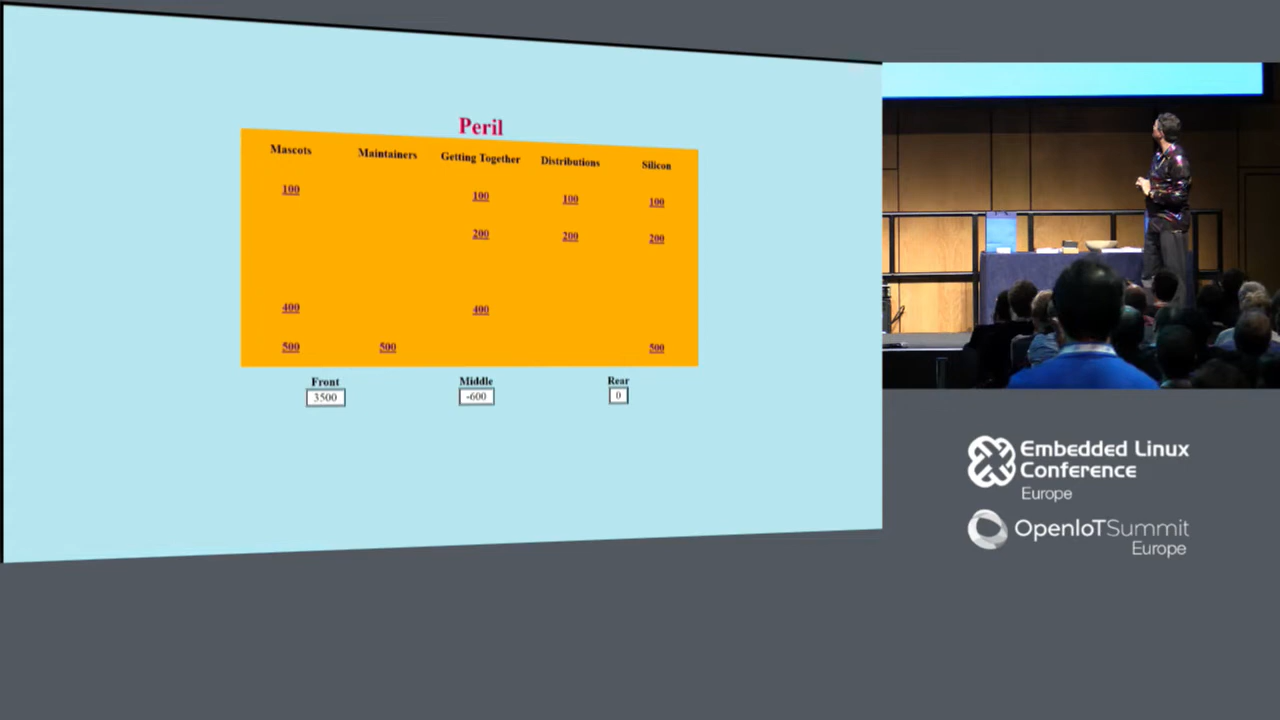 Peril
Mascots Maintainers Getting Together Distributions Silicon
100 100 100 100
200 200 200
400 400
500 500 500
Front Middle Rear
3500 -600 0
Embedded Linux
Conference
Europe
OpenIoTSummit
Europe